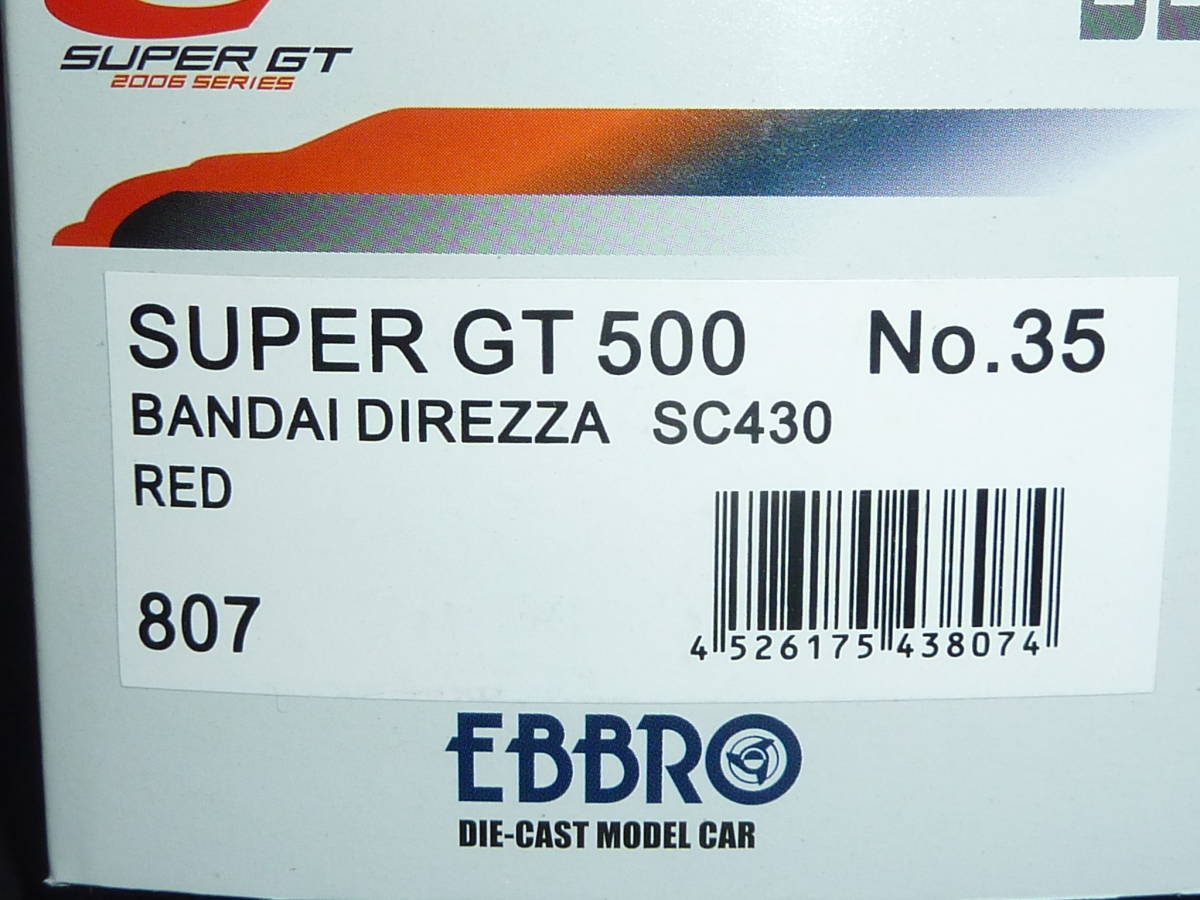 SUPER GT
2006 SERIES
SUPER GT 500 No.35
BANDAI DIREZZA SC430
RED
807
4 526175 438074
EBBRO
DIE-CAST MODEL CAR